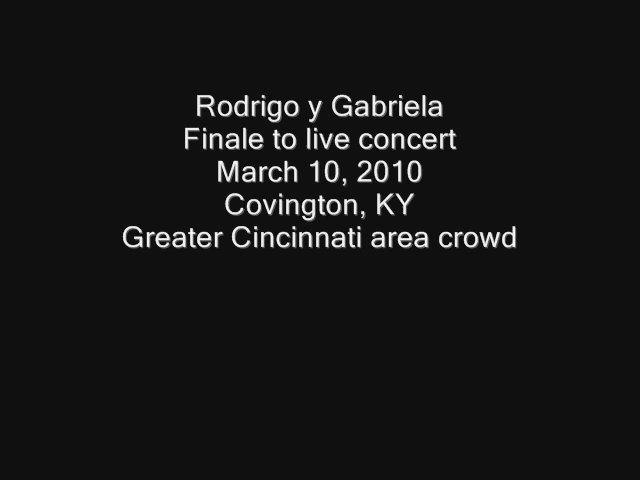 Rodrigo y Gabriela
Finale to live concert
March 10, 2010
Covington, KY
Greater Cincinnati area crowd